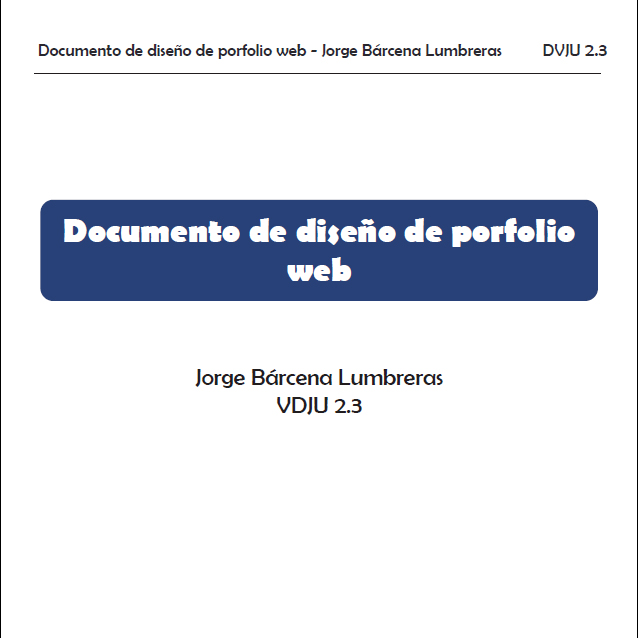 Documento de diseño de porfolio web - Jorge Bárcena Lumbreras DVJU 2.3
Documento de diseño de porfolio
web
Jorge Bárcena Lumbreras
VDJU 2.3